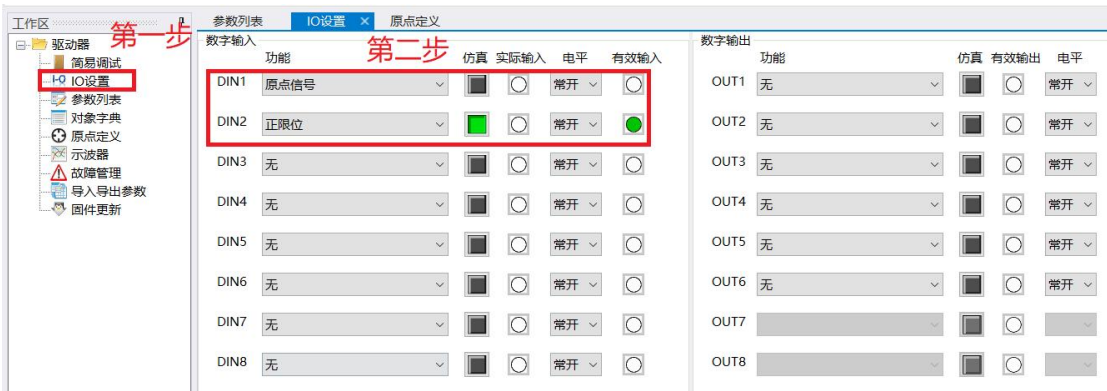 工作区
驱动器
简易调试
I-O IO设置
参数列表
对象字典
原点定义
示波器
故障管理
导入导出参数
固件更新
第一步
参数列表 IO设置 × 原点定义
数字输入
第二步
功能 仿真 实际输入 电平 有效输入
DIN1 原点信号 常开
DIN2 正限位 常开
DIN3 无 常开
DIN4 无 常开
DIN5 无 常开
DIN6 无 常开
DIN7 无 常开
DIN8 无 常开
数字输出
功能 仿真 有效输出 电平
OUT1 无 常开
OUT2 无 常开
OUT3 无 常开
OUT4 无 常开
OUT5 无 常开
OUT6 无 常开
OUT7
OUT8